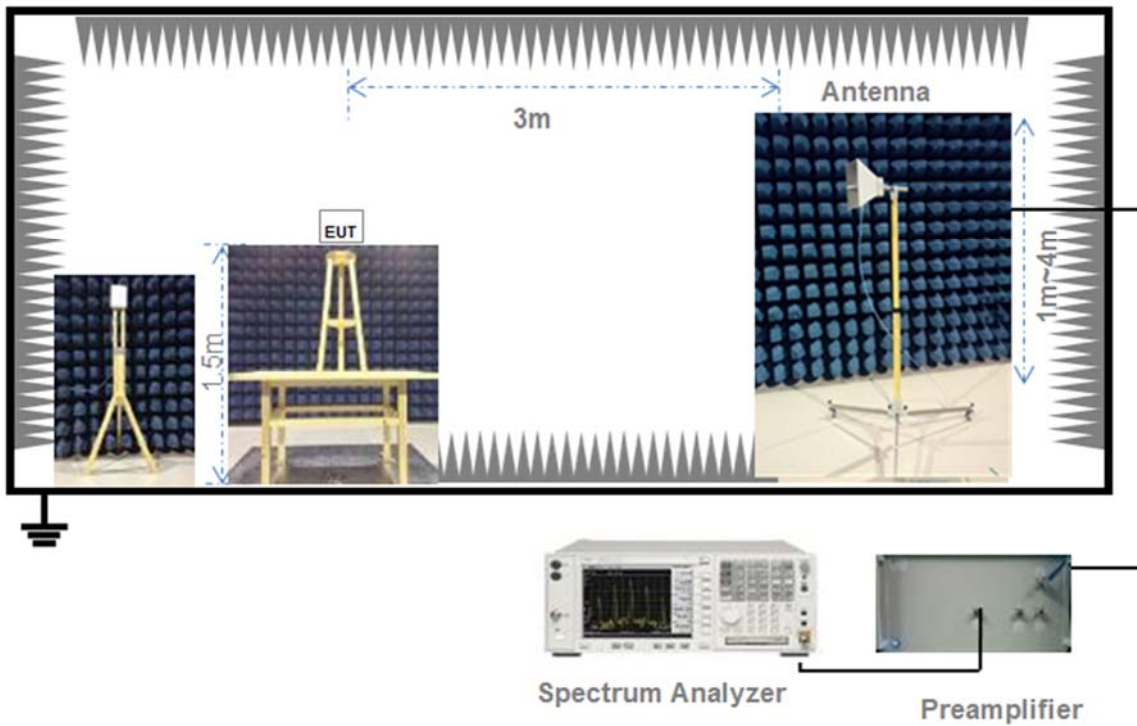 Antenna
3m
EUT
1.5m
1m~4m
Spectrum Analyzer
Preamplifier